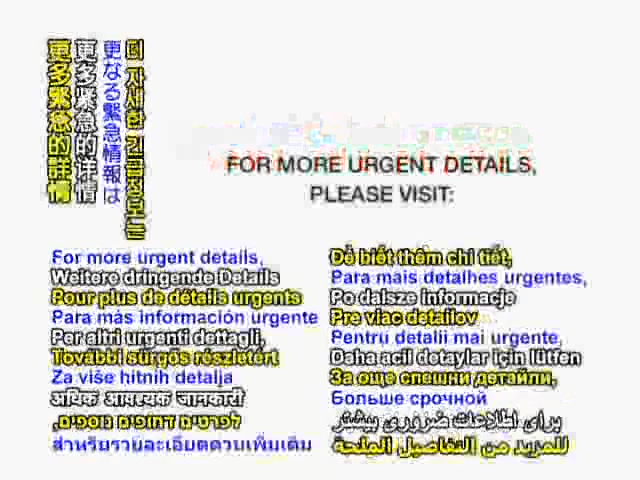 更多緊急的詳情
更多紧急的详情
更なる緊急情報は
더 자세한 긴급정보는
FOR MORE URGENT DETAILS,
PLEASE VISIT:
For more urgent details,
Weitere dringende Details
Pour plus de détails urgents
Para más información urgente
Per altri urgenti dettagli,
További sürgős részletért
Za više hitnih detalja
अधिक आवश्यक जानकारी
לפרטים דחופים נוספים,
สำหรับรายละเอียดด่วนเพิ่มเติม
Để biết thêm chi tiết,
Para mais detalhes urgentes,
Po dalsze informacje
Pre viac detailov
Pentru detalii mai urgente,
Daha acil detaylar için lütfen
За още спешни детайли,
Больше срочной
برای اطلاعات ضروری بیشتر
للمزيد من التفاصيل الملحة